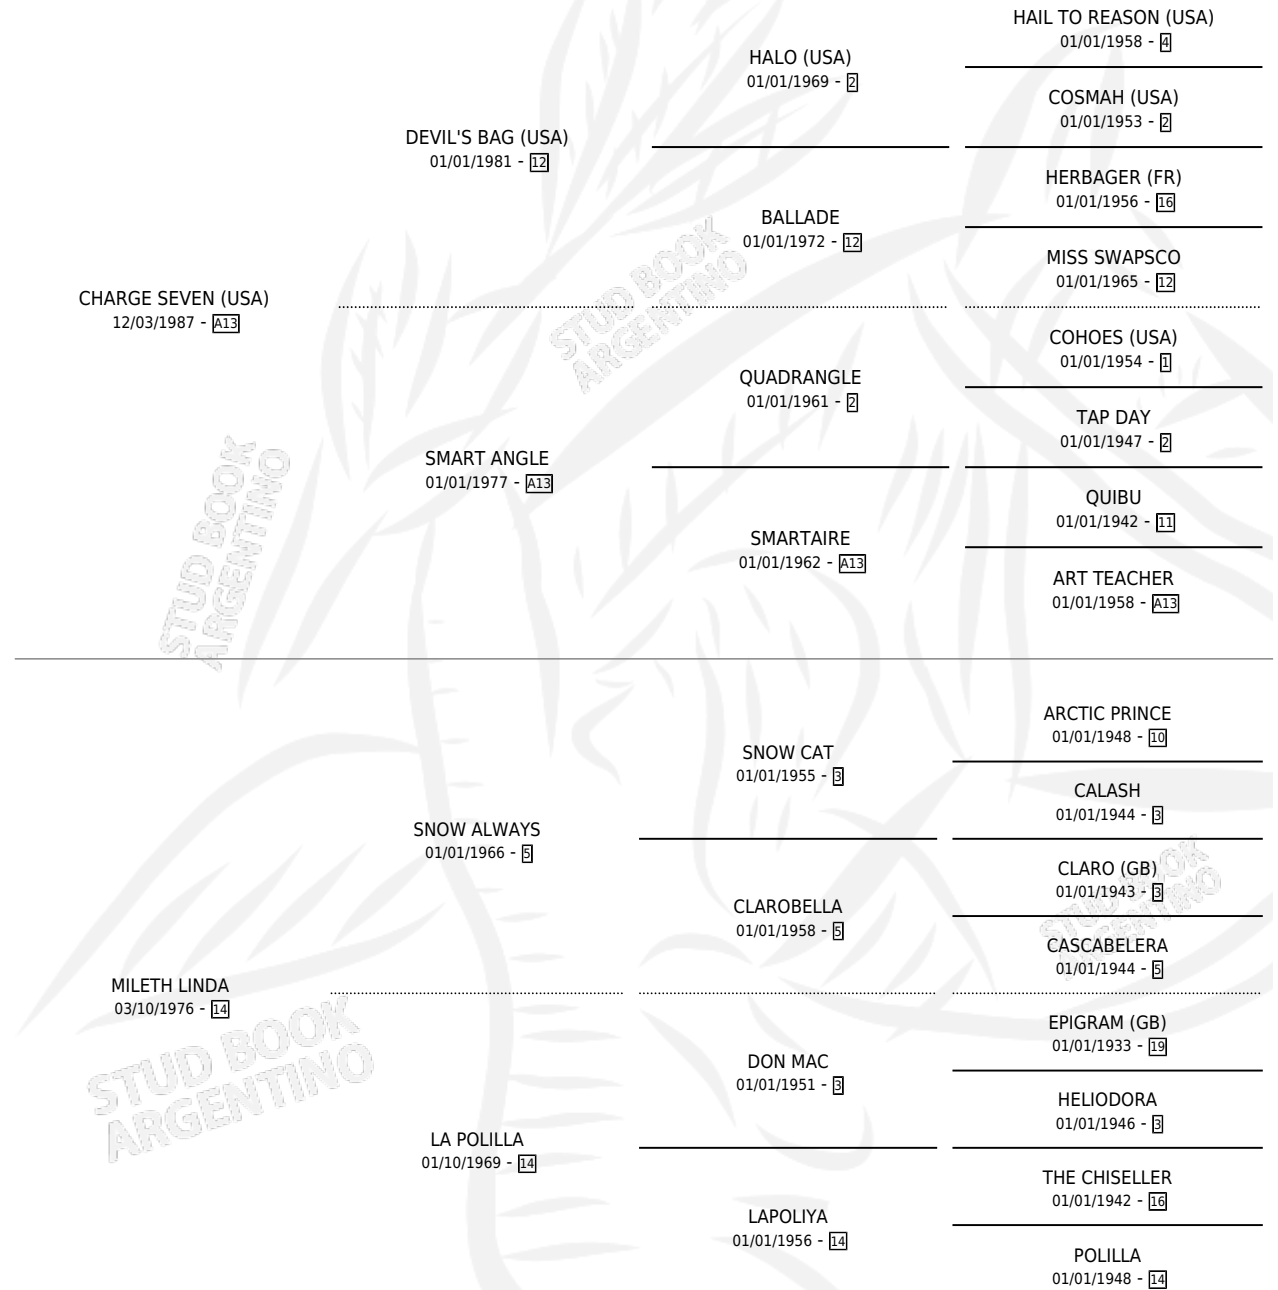 HAIL TO REASON (USA)
01/01/1958 - 4
HALO (USA)
01/01/1969 - 2
COSMAH (USA)
01/01/1953 - 2
DEVIL'S BAG (USA)
01/01/1981 - 12
HERBAGER (FR)
01/01/1956 - 16
BALLADE
01/01/1972 - 12
MISS SWAPSCO
01/01/1965 - 12
CHARGE SEVEN (USA)
12/03/1987 - A13
COHOES (USA)
01/01/1954 - 1
QUADRANGLE
01/01/1961 - 2
TAP DAY
01/01/1947 - 2
SMART ANGLE
01/01/1977 - A13
QUIBU
01/01/1942 - 11
SMARTAIRE
01/01/1962 - A13
ART TEACHER
01/01/1958 - A13
ARCTIC PRINCE
01/01/1948 - 10
SNOW CAT
01/01/1955 - 3
CALASH
01/01/1944 - 3
SNOW ALWAYS
01/01/1966 - 5
CLARO (GB)
01/01/1943 - 3
CLAROBELLA
01/01/1958 - 5
CASCABELERA
01/01/1944 - 5
MILETH LINDA
03/10/1976 - 14
EPIGRAM (GB)
01/01/1933 - 19
DON MAC
01/01/1951 - 3
HELIODORA
01/01/1946 - 3
LA POLILLA
01/10/1969 - 14
THE CHISELLER
01/01/1942 - 16
LAPOLIYA
01/01/1956 - 14
POLILLA
01/01/1948 - 14
STUD BOOK
ARGENTINO
STUD BOOK
ARGENTINO
STUD BOOK
ARGENTINO
STUD BOOK
ARGENTINO